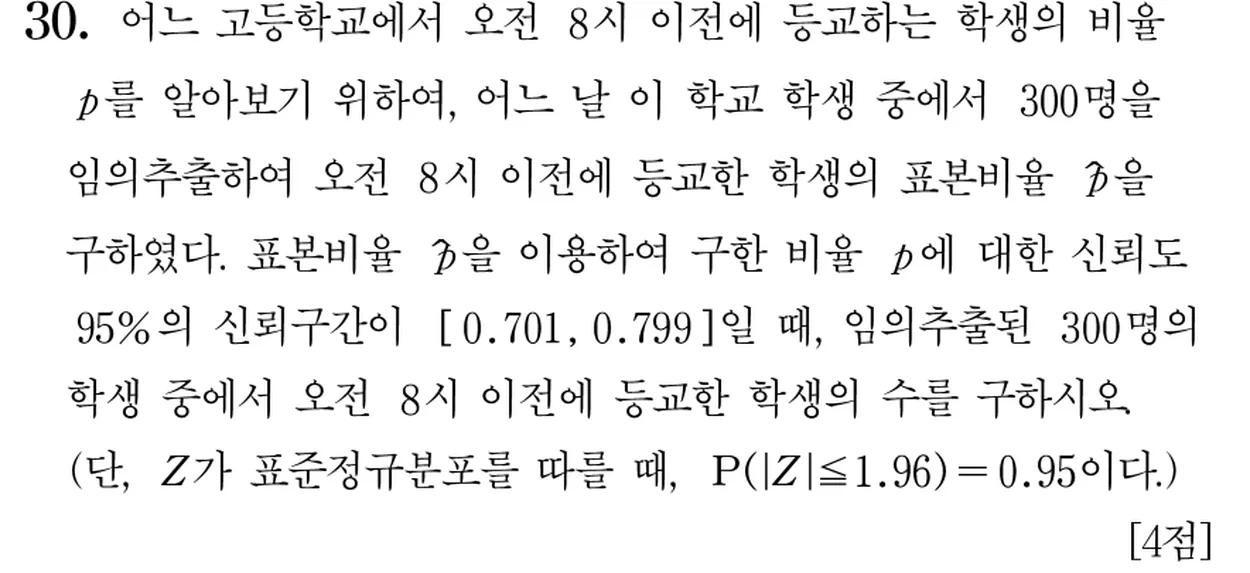 30. 어느 고등학교에서 오전 8시 이전에 등교하는 학생의 비율
p를 알아보기 위하여, 어느 날 이 학교 학생 중에서 300명을
임의추출하여 오전 8시 이전에 등교한 학생의 표본비율 p̂을
구하였다. 표본비율 p̂을 이용하여 구한 비율 p에 대한 신뢰도
95%의 신뢰구간이 [0.701, 0.799]일 때, 임의추출된 300명의
학생 중에서 오전 8시 이전에 등교한 학생의 수를 구하시오.
(단, Z가 표준정규분포를 따를 때, P(|Z|≦1.96)=0.95이다.)
[4점]